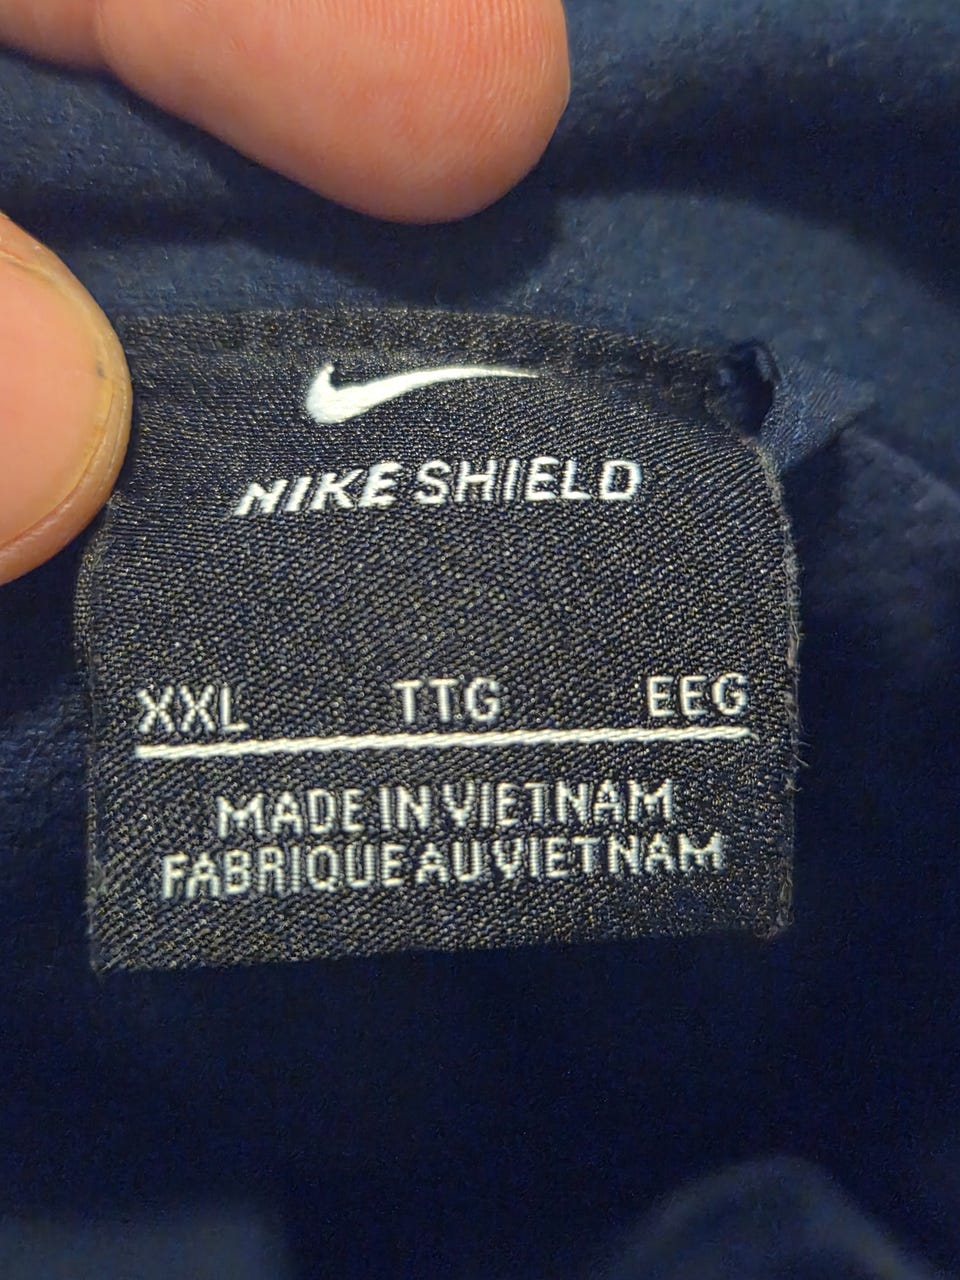 NIKE SHIELD
XXL TTG EEG
MADE IN VIETNAM
FABRIQUE AU VIETNAM